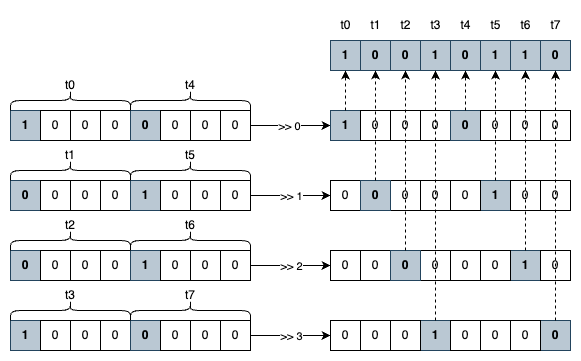 t0 t1 t2 t3 t4 t5 t6 t7
1 0 0 1 0 1 1 0
t0 t4
1 0 0 0 0 0 0 0 >> 0 1 0 0 0 0 0 0 0
t1 t5
0 0 0 0 1 0 0 0 >> 1 0 0 0 0 0 1 0 0
t2 t6
0 0 0 0 1 0 0 0 >> 2 0 0 0 0 0 0 1 0
t3 t7
1 0 0 0 0 0 0 0 >> 3 0 0 0 1 0 0 0 0